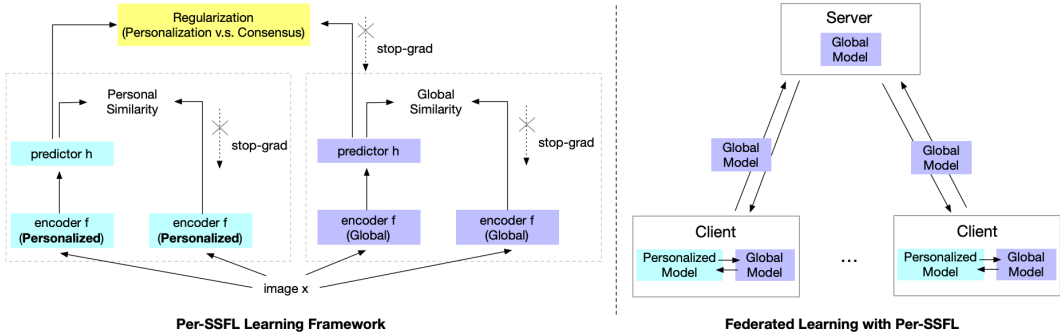 Regularization
(Personalization v.s. Consensus)
stop-grad
Personal
Similarity
Global
Similarity
stop-grad
stop-grad
predictor h
predictor h
encoder f
(Personalized)
encoder f
(Personalized)
encoder f
(Global)
encoder f
(Global)
image x
Per-SSFL Learning Framework
Server
Global
Model
Global
Model
Global
Model
Client
Personalized
Model
Global
Model
...
Client
Personalized
Model
Global
Model
Federated Learning with Per-SSFL